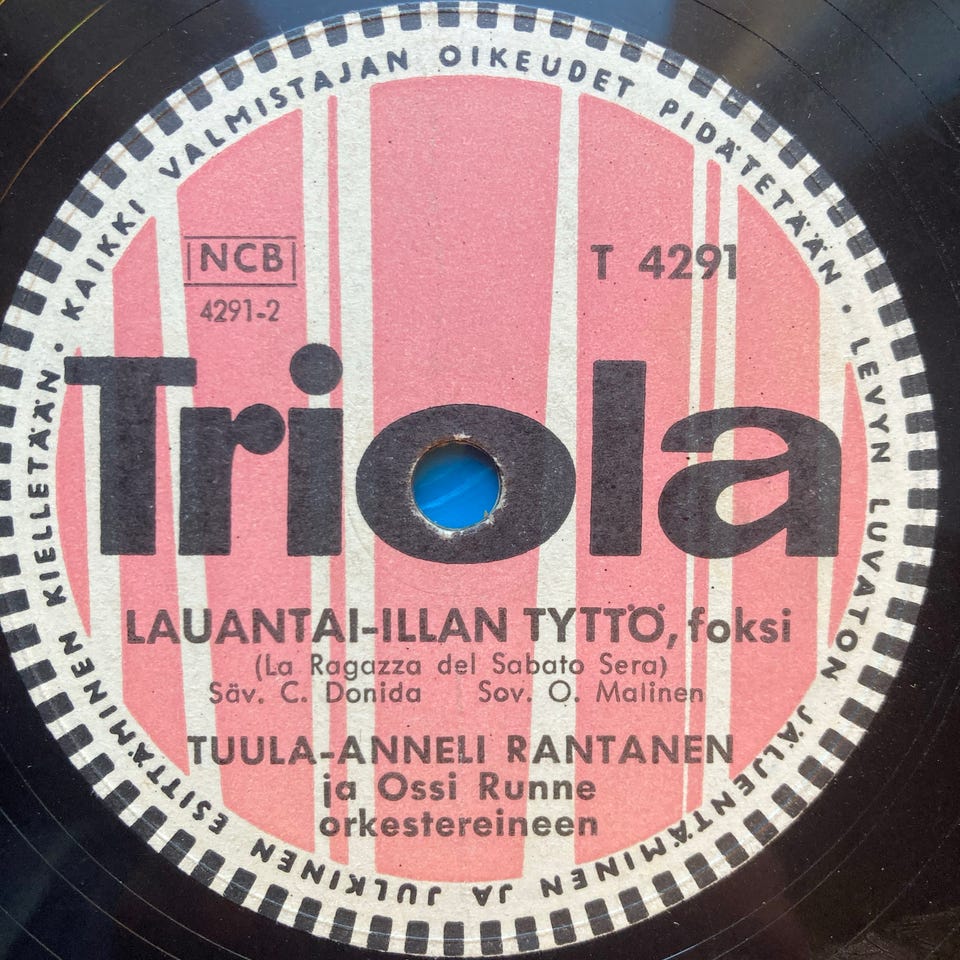 KAIKKI VALMISTAJAN OIKEUDET PIDÄTETÄÄN · LEVYN LUVATON JÄLJENTÄMINEN JA JULKINEN ESITTÄMINEN KIELLETÄÄN ·
NCB
T 4291
4291-2
Triola
LAUANTAI-ILLAN TYTTÖ, foksi
(La Ragazza del Sabato Sera)
Säv. C. Donida Sov. O. Malinen
TUULA-ANNELI RANTANEN
ja Ossi Runne
orkestereineen